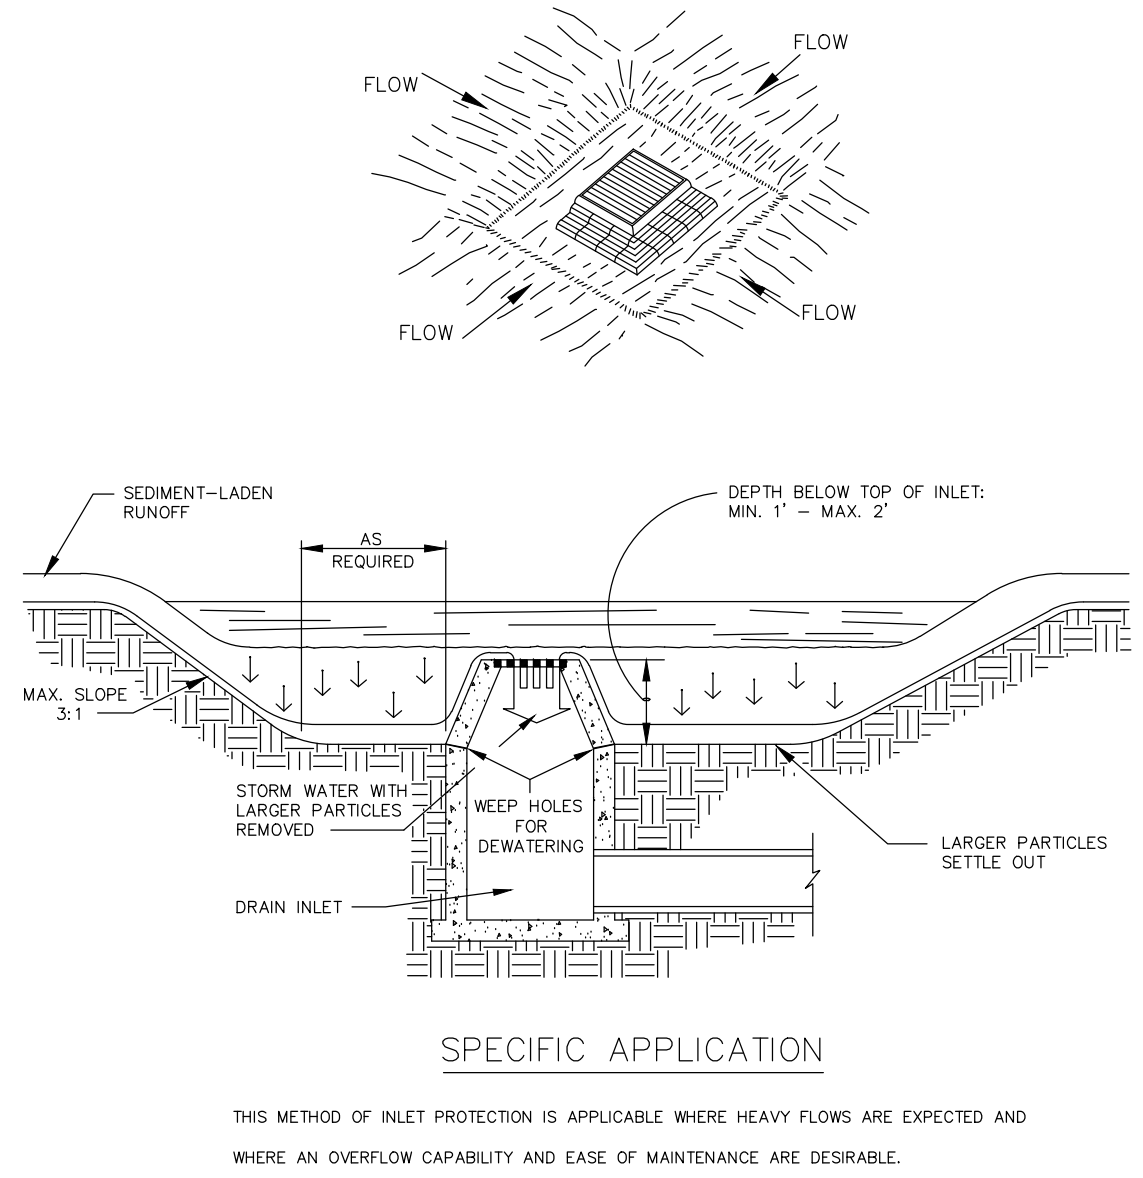 FLOW
FLOW
FLOW
FLOW
SEDIMENT-LADEN
RUNOFF
DEPTH BELOW TOP OF INLET:
MIN. 1' - MAX. 2'
AS
REQUIRED
MAX. SLOPE
3:1
STORM WATER WITH
LARGER PARTICLES
REMOVED
WEEP HOLES
FOR
DEWATERING
LARGER PARTICLES
SETTLE OUT
DRAIN INLET
SPECIFIC APPLICATION
THIS METHOD OF INLET PROTECTION IS APPLICABLE WHERE HEAVY FLOWS ARE EXPECTED AND
WHERE AN OVERFLOW CAPABILITY AND EASE OF MAINTENANCE ARE DESIRABLE.